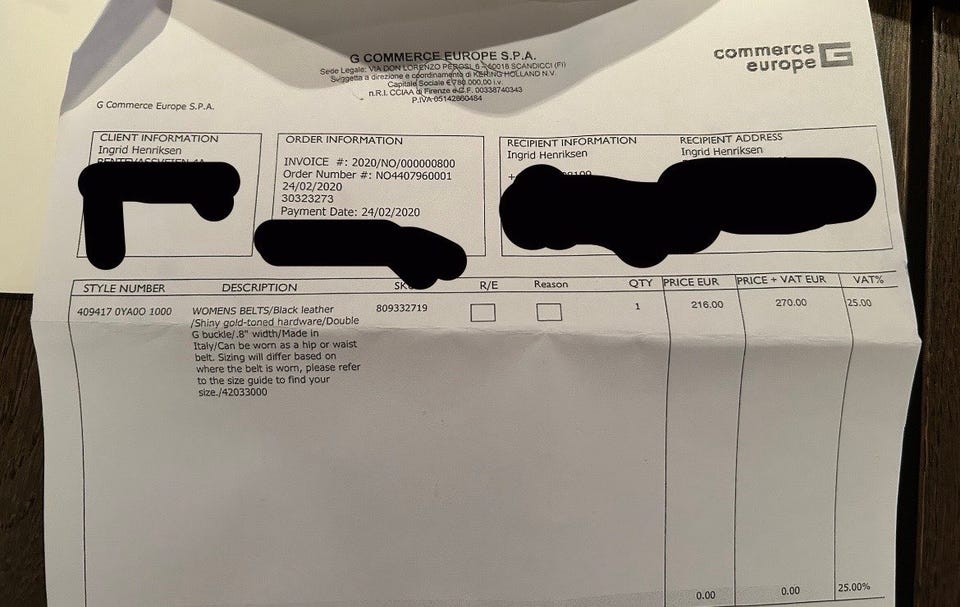 G COMMERCE EUROPE S.P.A.
Sede Legale, VIA DON LORENZO PEROSI, 6 - 50018 SCANDICCI (FI)
Soggetta a direzione e coordinamento di KERING HOLLAND N.V.
Capitale Sociale € 780.000,00 i.v.
n.R.I. CCIAA di Firenze e C.F. 00338740343
P.IVA 05142860484
commerce
europe
G Commerce Europe S.P.A.
CLIENT INFORMATION
Ingrid Henriksen
ORDER INFORMATION
INVOICE #: 2020/NO/000000800
Order Number #: NO4407960001
24/02/2020
30323273
Payment Date: 24/02/2020
RECIPIENT INFORMATION
Ingrid Henriksen
+
RECIPIENT ADDRESS
Ingrid Henriksen
STYLE NUMBER DESCRIPTION R/E Reason QTY PRICE EUR PRICE + VAT EUR VAT%
409417 0YA0O 1000 WOMENS BELTS/Black leather 809332719 1 216.00 270.00 25.00
/Shiny gold-toned hardware/Double
G buckle/.8" width/Made in
Italy/Can be worn as a hip or waist
belt. Sizing will differ based on
where the belt is worn, please refer
to the size guide to find your
size./42033000
0.00 0.00 25.00%